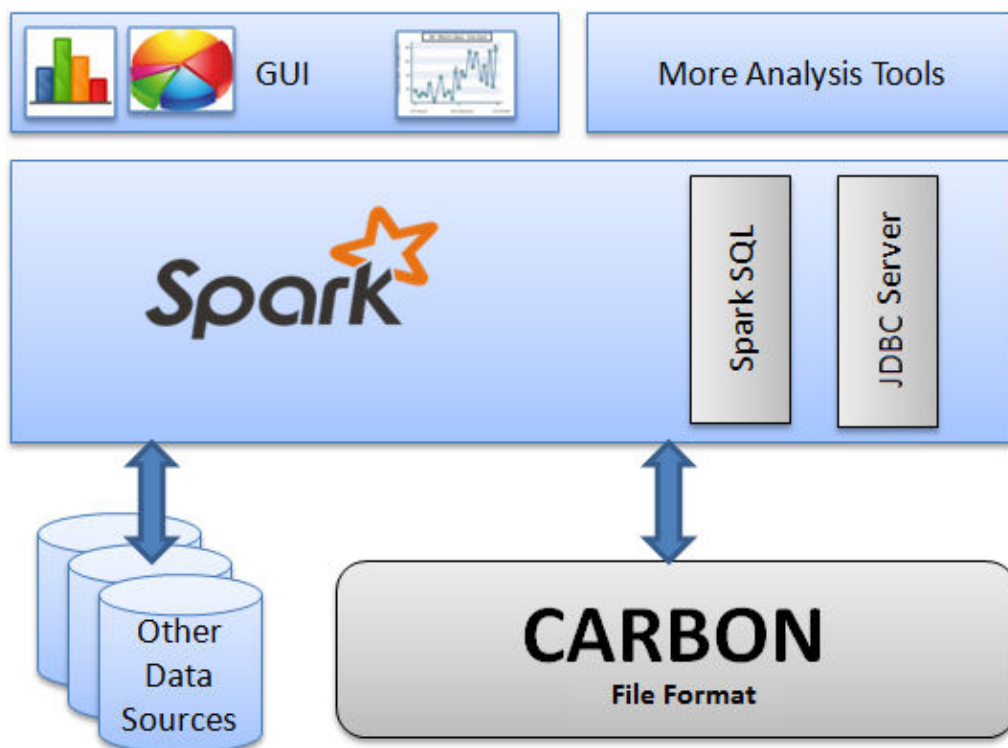 GUI
More Analysis Tools
Spark
Spark SQL
JDBC Server
Other
Data
Sources
CARBON
File Format